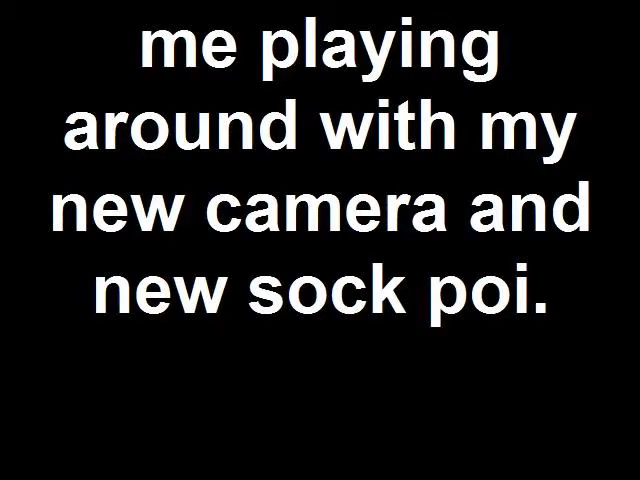 me playing
around with my
new camera and
new sock poi.